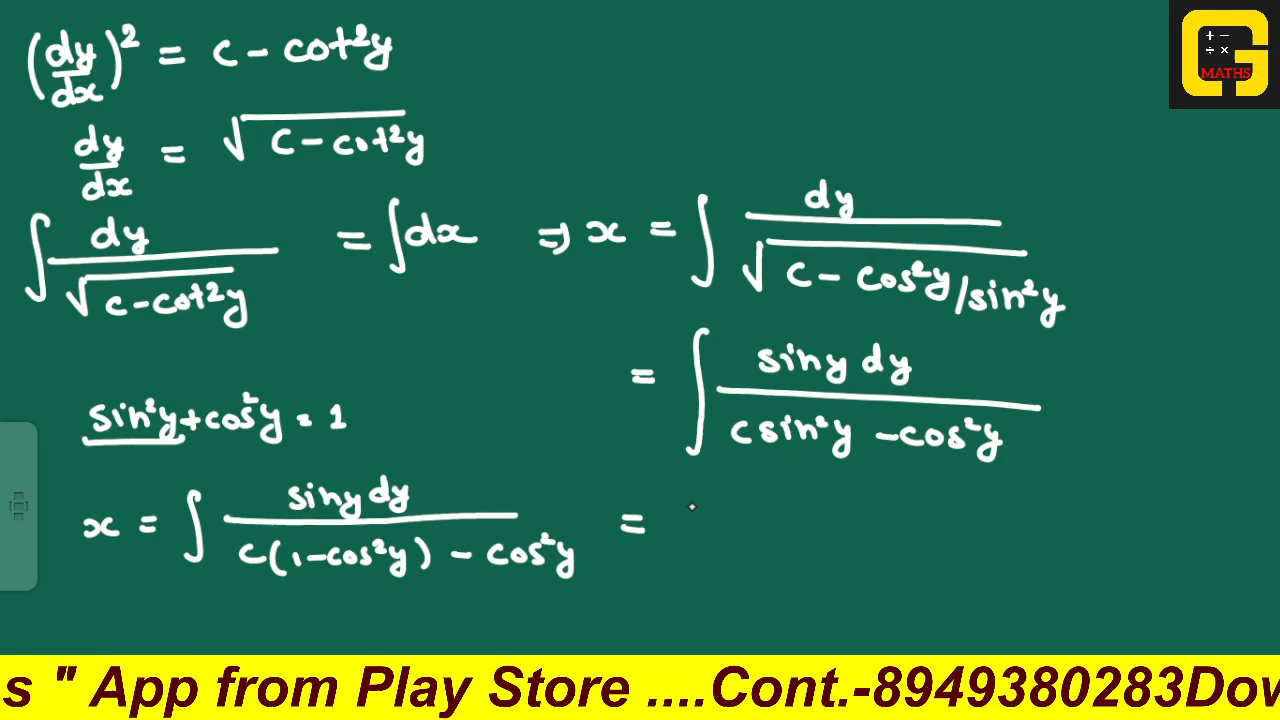 (dy/dx)² = c - cot²y
dy/dx = √(c - cot²y)
∫ dy/√(c-cot²y) = ∫dx ⇒ x = ∫ dy/√(c - cos²y/sin²y)
= ∫ siny dy/(csin²y - cos²y)
sin²y + cos²y = 1
x = ∫ siny dy/(c(1-cos²y) - cos²y) =
+ −
÷ ×
MATHS
s " App from Play Store ....Cont.-8949380283Dov